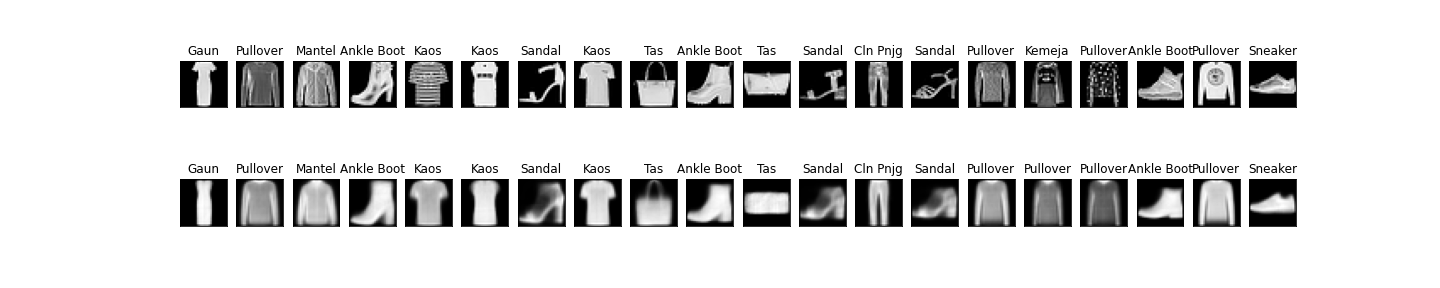 Gaun Pullover Mantel Ankle Boot Kaos Kaos Sandal Kaos Tas Ankle Boot Tas Sandal Cln Pnjg Sandal Pullover Kemeja Pullover Ankle Boot Pullover Sneaker
Gaun Pullover Mantel Ankle Boot Kaos Kaos Sandal Kaos Tas Ankle Boot Tas Sandal Cln Pnjg Sandal Pullover Pullover Pullover Ankle Boot Pullover Sneaker